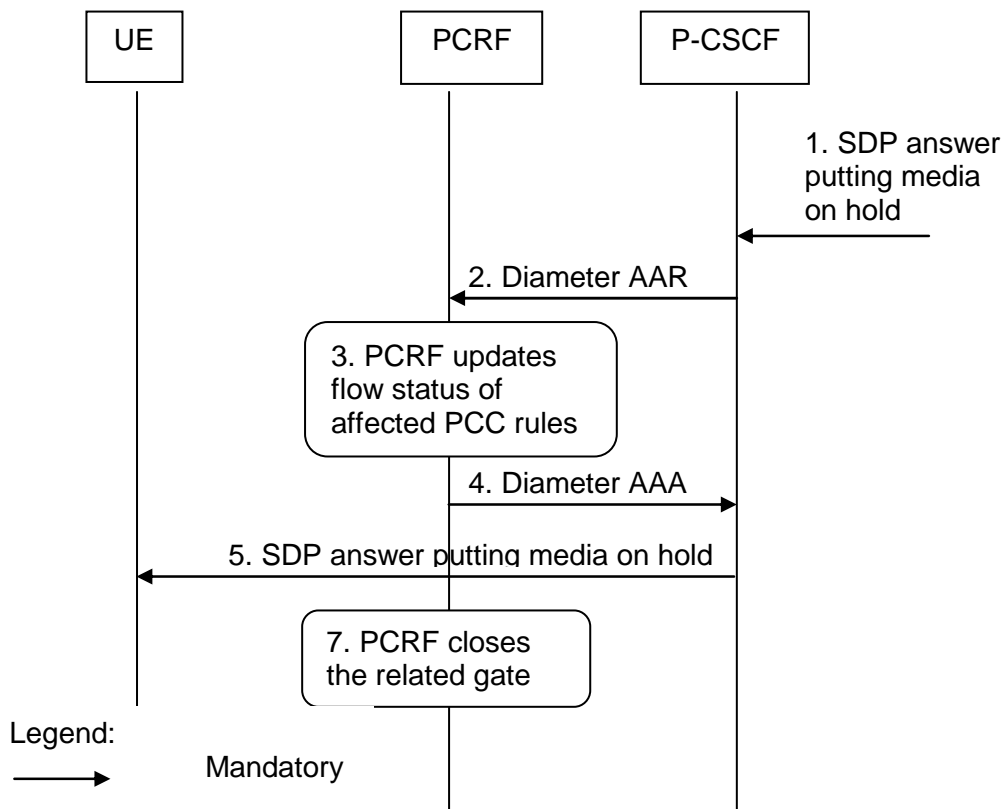 UE
PCRF
P-CSCF
1. SDP answer
putting media
on hold
2. Diameter AAR
3. PCRF updates
flow status of
affected PCC rules
4. Diameter AAA
5. SDP answer putting media on hold
7. PCRF closes
the related gate
Legend:
Mandatory